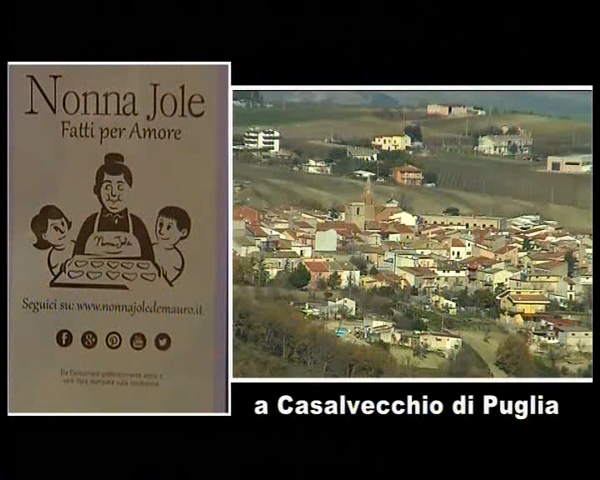 Nonna Jole
Fatti per Amore
Nonna Jole
Seguici su: www.nonnajoledemauro.it
a Casalvecchio di Puglia